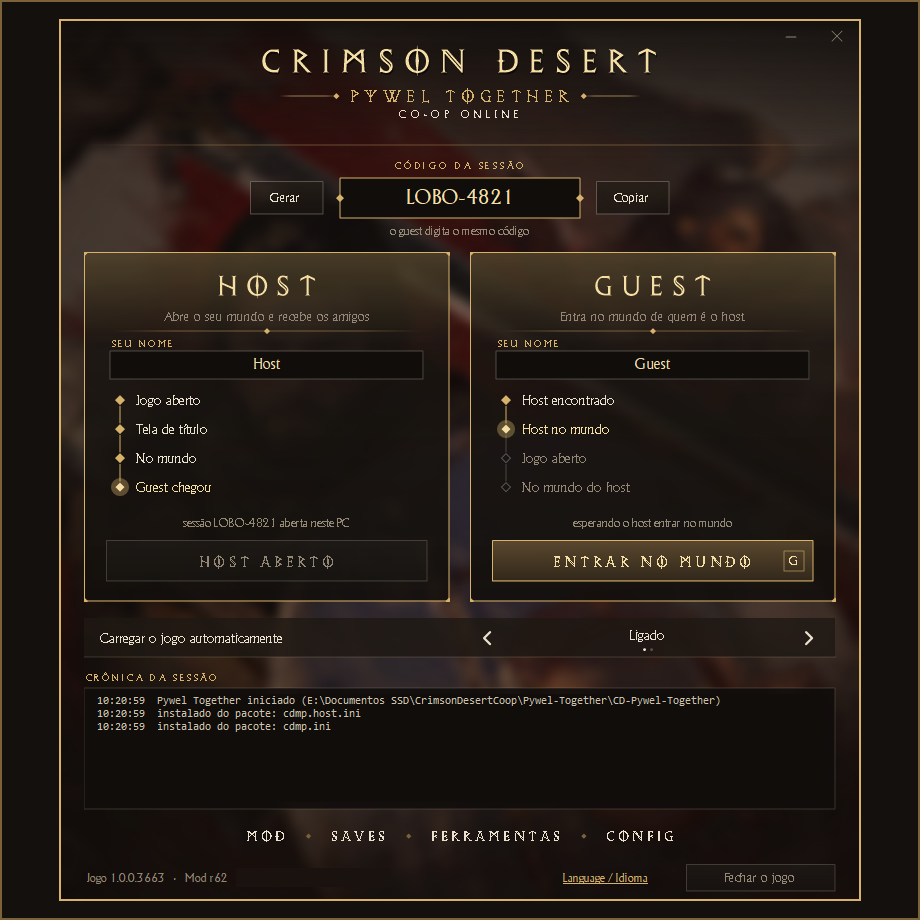 CRIMSON DESERT
PYWEL TOGETHER
CO-OP ONLINE
CÓDIGO DA SESSÃO
Gerar
LOBO-4821
Copiar
o guest digita o mesmo código
HOST
Abre o seu mundo e recebe os amigos
SEU NOME
Host
Jogo aberto
Tela de título
No mundo
Guest chegou
sessão LOBO-4821 aberta neste PC
HOST ABERTO
GUEST
Entra no mundo de quem é o host
SEU NOME
Guest
Host encontrado
Host no mundo
Jogo aberto
No mundo do host
esperando o host entrar no mundo
ENTRAR NO MUNDO G
Carregar o jogo automaticamente
Ligado
CRÔNICA DA SESSÃO
10:20:59 Pywel Together iniciado (E:\Documentos SSD\CrimsonDesertCoop\Pywel-Together\CD-Pywel-Together)
10:20:59 instalado do pacote: cdmp.host.ini
10:20:59 instalado do pacote: cdmp.ini
MOD • SAVES • FERRAMENTAS • CONFIG
Jogo 1.0.0.3663 · Mod r62
Language / Idioma
Fechar o jogo